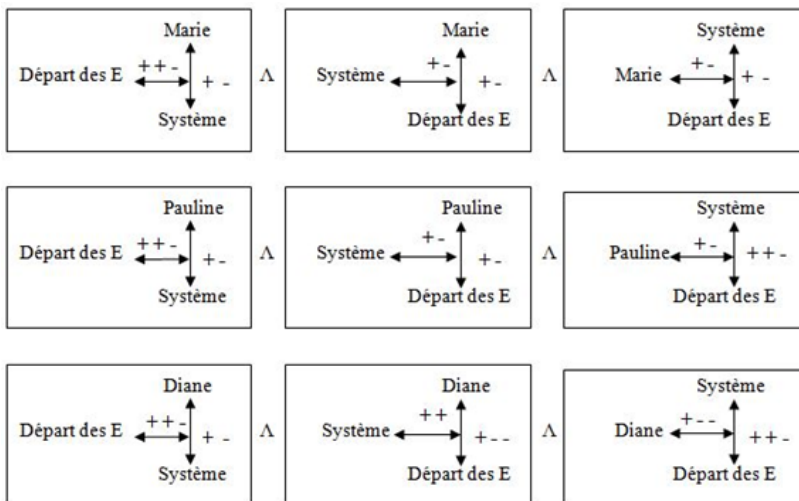 Marie
Départ des E
+ + -
+ -
Système
Λ
Marie
Système
+ -
+ -
Départ des E
Λ
Système
Marie
+ -
+ -
Départ des E
Pauline
Départ des E
+ + -
+ -
Système
Λ
Pauline
Système
+ -
+ -
Départ des E
Λ
Système
Pauline
+ -
+ + -
Départ des E
Diane
Départ des E
+ + -
+ -
Système
Λ
Diane
Système
+ +
+ - -
Départ des E
Λ
Système
Diane
+ - -
+ + -
Départ des E